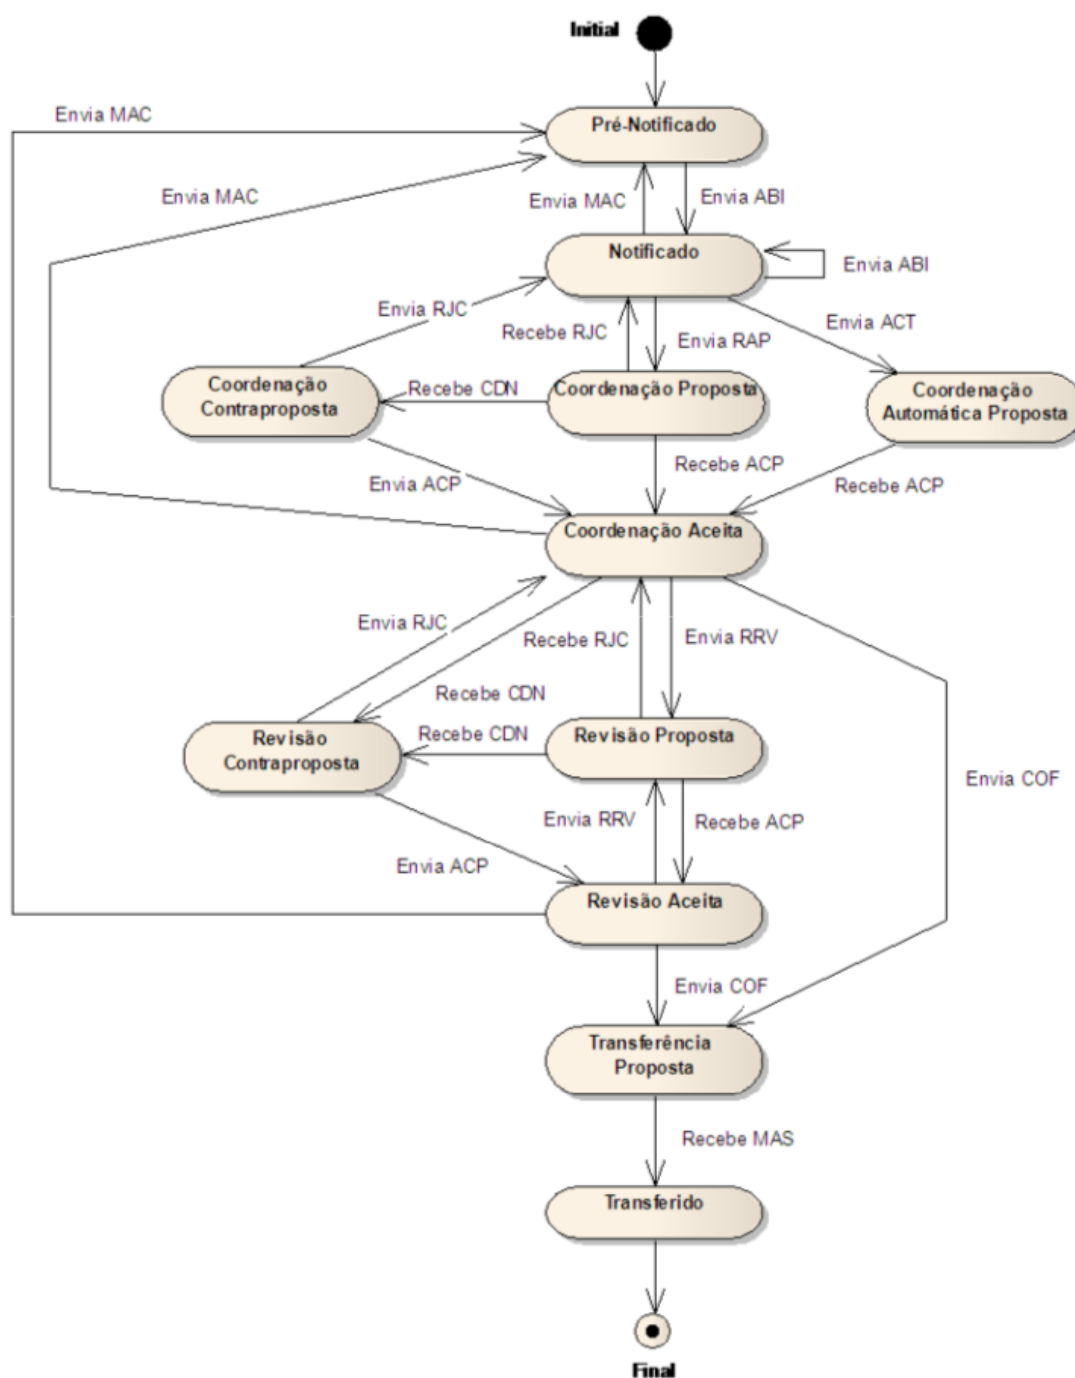 Initial
Envia MAC
Pré-Notificado
Envia MAC
Envia MAC
Envia ABI
Notificado
Envia ABI
Envia RJC
Recebe RJC
Envia RAP
Envia ACT
Coordenação
Contraproposta
Recebe CDN
Coordenação Proposta
Coordenação
Automática Proposta
Envia ACP
Recebe ACP
Recebe ACP
Coordenação Aceita
Envia RJC
Recebe RJC
Envia RRV
Recebe CDN
Revisão
Contraproposta
Recebe CDN
Revisão Proposta
Envia COF
Envia RRV
Recebe ACP
Envia ACP
Revisão Aceita
Envia COF
Transferência
Proposta
Recebe MAS
Transferido
Final